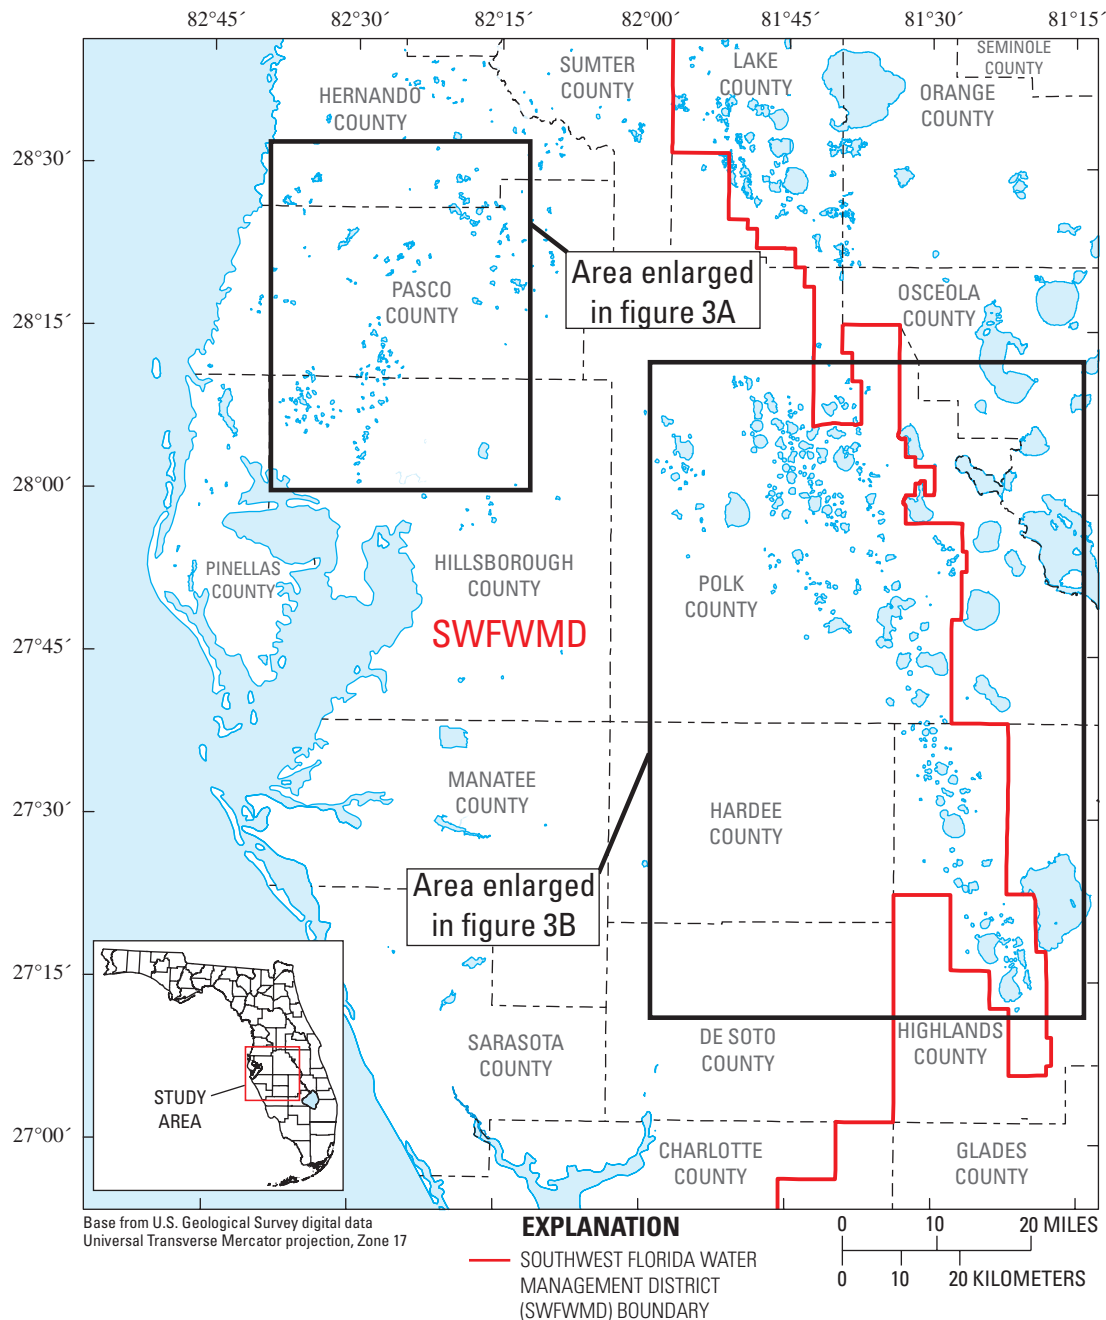 82°45´ 82°30´ 82°15´ 82°00´ 81°45´ 81°30´ 81°15´
SEMINOLE
COUNTY
SUMTER
COUNTY
LAKE
COUNTY
HERNANDO
COUNTY
ORANGE
COUNTY
28°30´
Area enlarged
in figure 3A
PASCO
COUNTY
OSCEOLA
COUNTY
28°15´
28°00´
HILLSBOROUGH
COUNTY
PINELLAS
COUNTY
POLK
COUNTY
SWFWMD
27°45´
MANATEE
COUNTY
HARDEE
COUNTY
27°30´
Area enlarged
in figure 3B
27°15´
SARASOTA
COUNTY
DE SOTO
COUNTY
HIGHLANDS
COUNTY
STUDY
AREA
27°00´
CHARLOTTE
COUNTY
GLADES
COUNTY
Base from U.S. Geological Survey digital data
Universal Transverse Mercator projection, Zone 17
EXPLANATION
SOUTHWEST FLORIDA WATER
MANAGEMENT DISTRICT
(SWFWMD) BOUNDARY
0 10 20 MILES
0 10 20 KILOMETERS